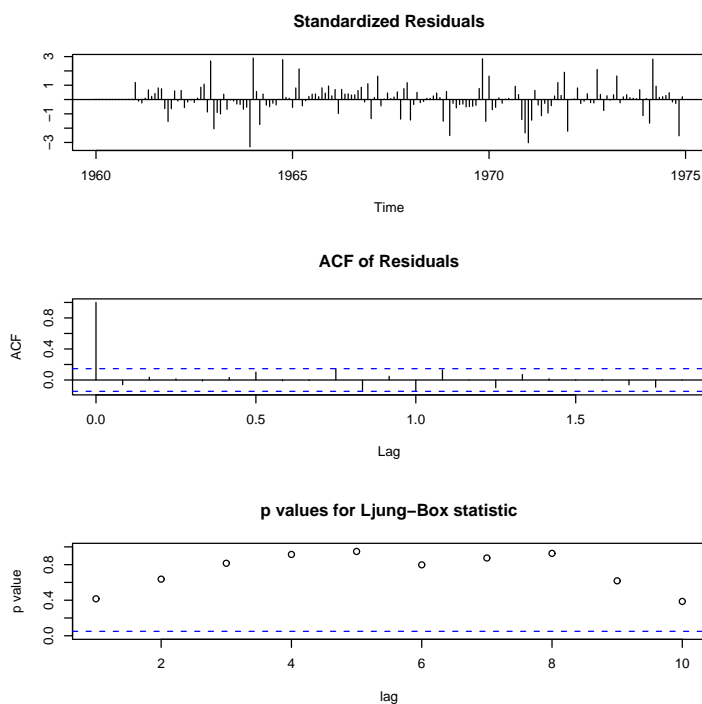 Standardized Residuals
3
-1
-3
1960 1965 1970 1975
Time
ACF of Residuals
0.8
0.4
0.0
ACF
0.0 0.5 1.0 1.5
Lag
p values for Ljung−Box statistic
0.8
0.4
0.0
p value
2 4 6 8 10
lag